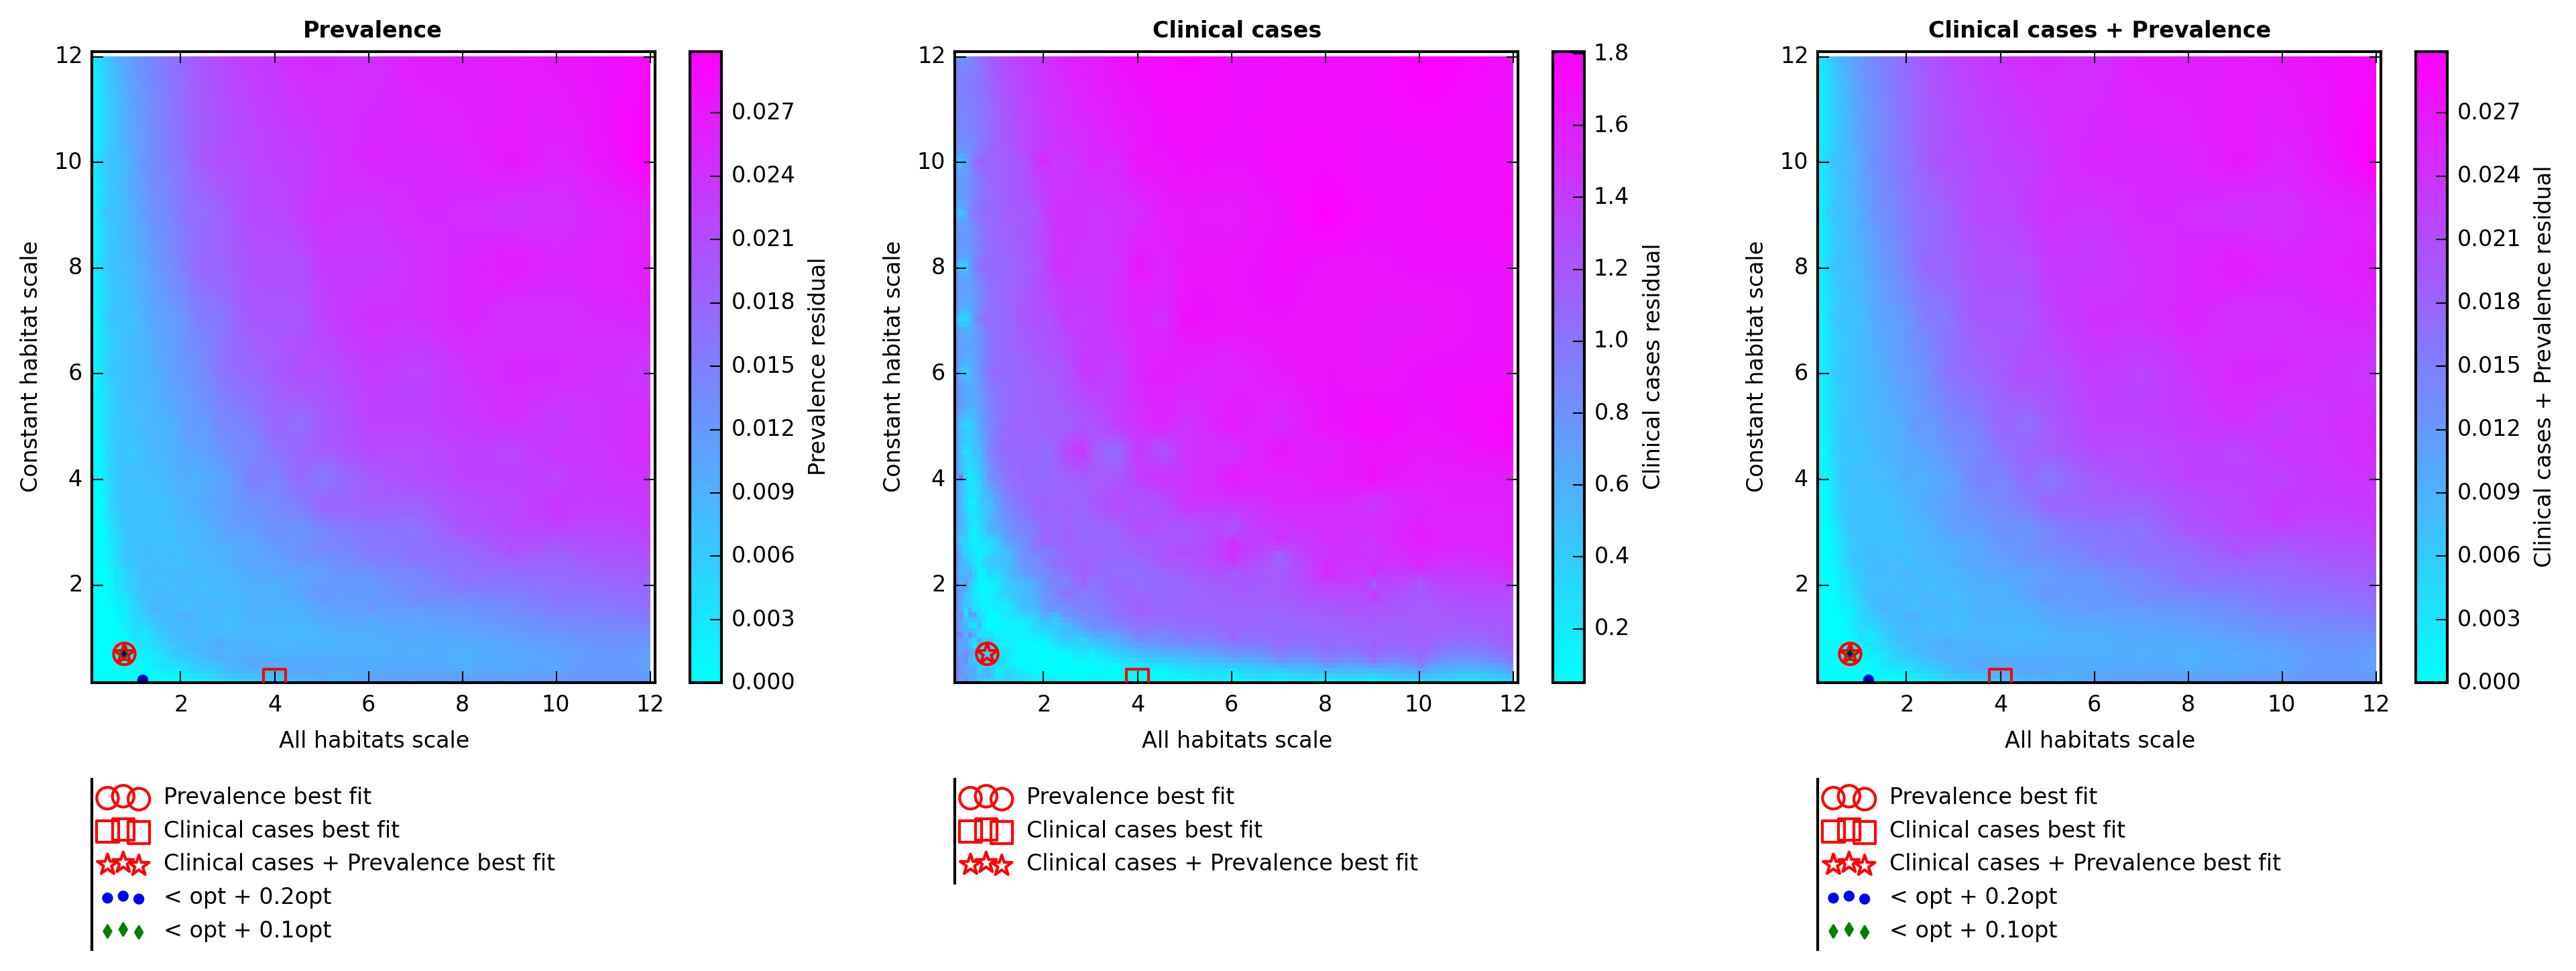 Prevalence
12
10
8
6
4
2
Constant habitat scale
2 4 6 8 10 12
All habitats scale
0.027
0.024
0.021
0.018
0.015
0.012
0.009
0.006
0.003
0.000
Prevalence residual
Prevalence best fit
Clinical cases best fit
Clinical cases + Prevalence best fit
< opt + 0.2opt
< opt + 0.1opt
Clinical cases
12
10
8
6
4
2
Constant habitat scale
2 4 6 8 10 12
All habitats scale
1.8
1.6
1.4
1.2
1.0
0.8
0.6
0.4
0.2
Clinical cases residual
Prevalence best fit
Clinical cases best fit
Clinical cases + Prevalence best fit
Clinical cases + Prevalence
12
10
8
6
4
2
Constant habitat scale
2 4 6 8 10 12
All habitats scale
0.027
0.024
0.021
0.018
0.015
0.012
0.009
0.006
0.003
0.000
Clinical cases + Prevalence residual
Prevalence best fit
Clinical cases best fit
Clinical cases + Prevalence best fit
< opt + 0.2opt
< opt + 0.1opt